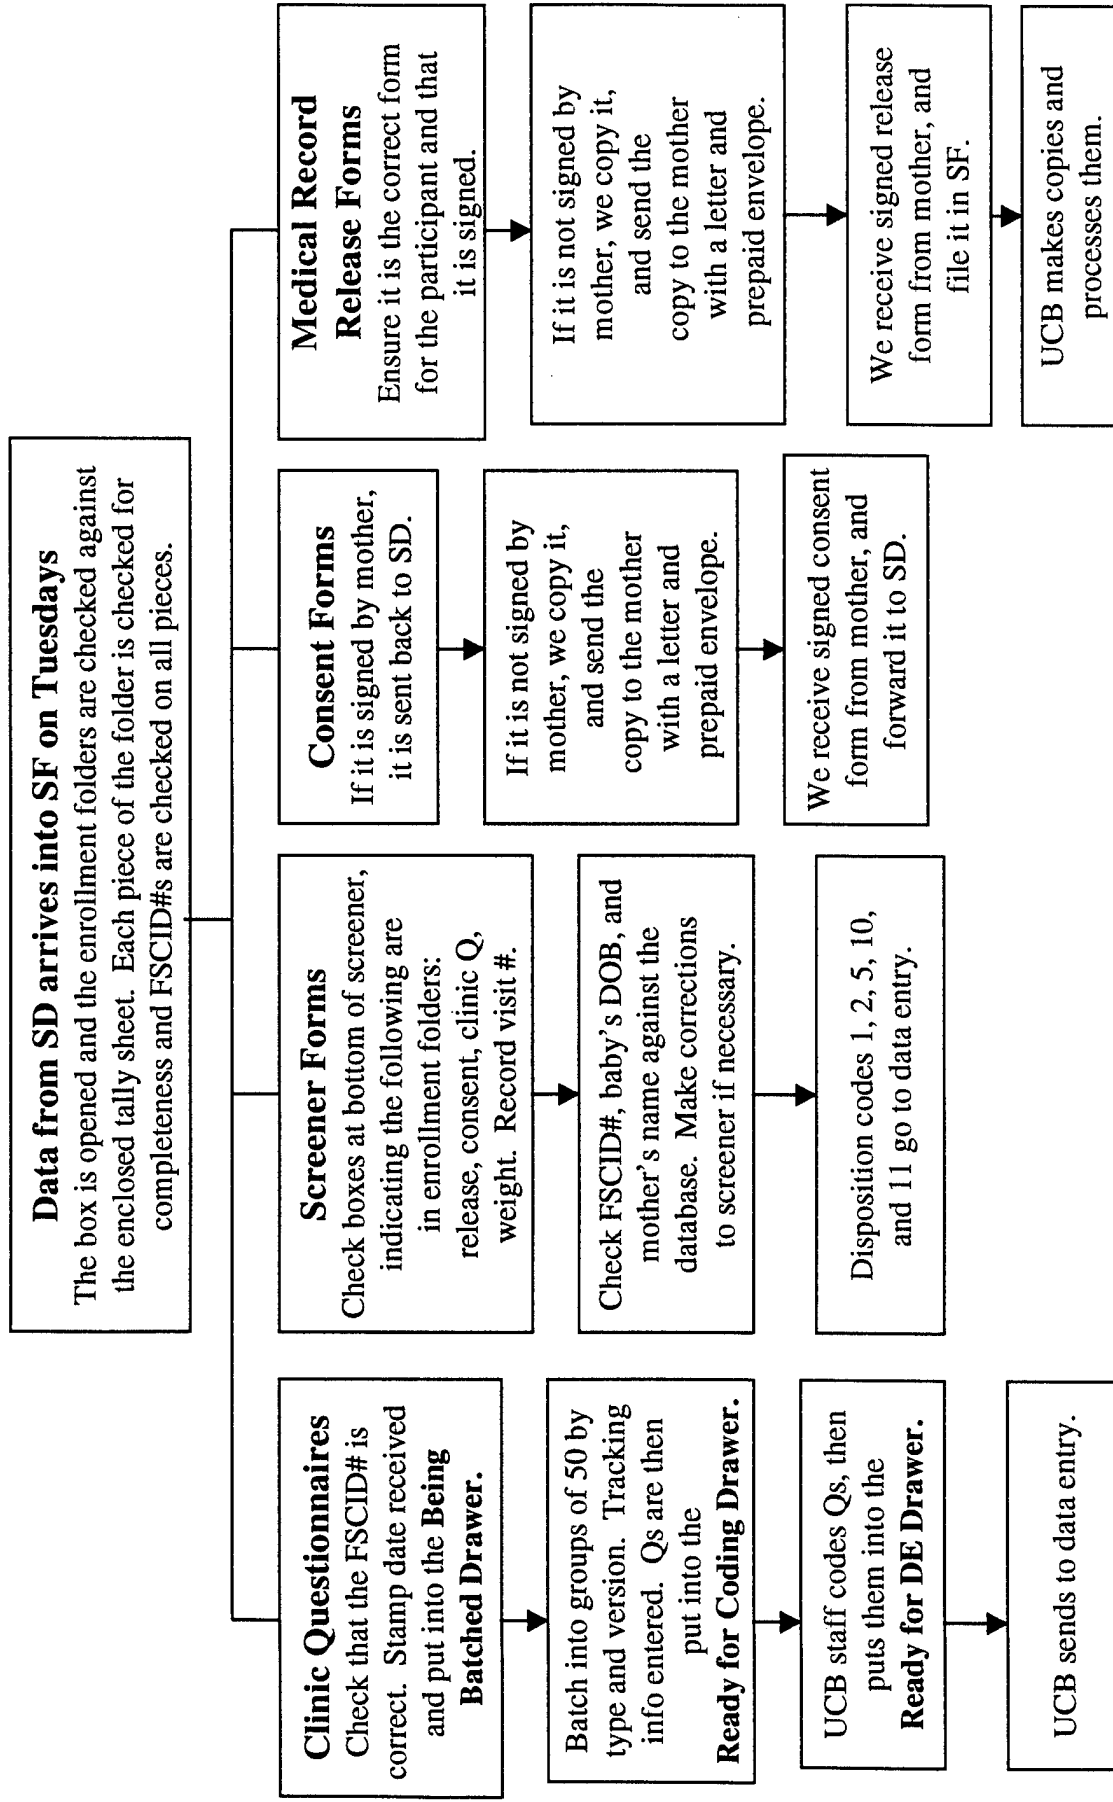 Data from SD arrives into SF on Tuesdays
The box is opened and the enrollment folders are checked against
the enclosed tally sheet. Each piece of the folder is checked for
completeness and FSCID#s are checked on all pieces.
Clinic Questionnaires
Check that the FSCID# is
correct. Stamp date received
and put into the Being
Batched Drawer.
Batch into groups of 50 by
type and version. Tracking
info entered. Qs are then
put into the
Ready for Coding Drawer.
UCB staff codes Qs, then
puts them into the
Ready for DE Drawer.
UCB sends to data entry.
Screener Forms
Check boxes at bottom of screener,
indicating the following are
in enrollment folders:
release, consent, clinic Q,
weight. Record visit #.
Check FSCID#, baby's DOB, and
mother's name against the
database. Make corrections
to screener if necessary.
Disposition codes 1, 2, 5, 10,
and 11 go to data entry.
Consent Forms
If it is signed by mother,
it is sent back to SD.
If it is not signed by
mother, we copy it,
and send the
copy to the mother
with a letter and
prepaid envelope.
We receive signed consent
form from mother, and
forward it to SD.
Medical Record
Release Forms
Ensure it is the correct form
for the participant and that
it is signed.
If it is not signed by
mother, we copy it,
and send the
copy to the mother
with a letter and
prepaid envelope.
We receive signed release
form from mother, and
file it in SF.
UCB makes copies and
processes them.